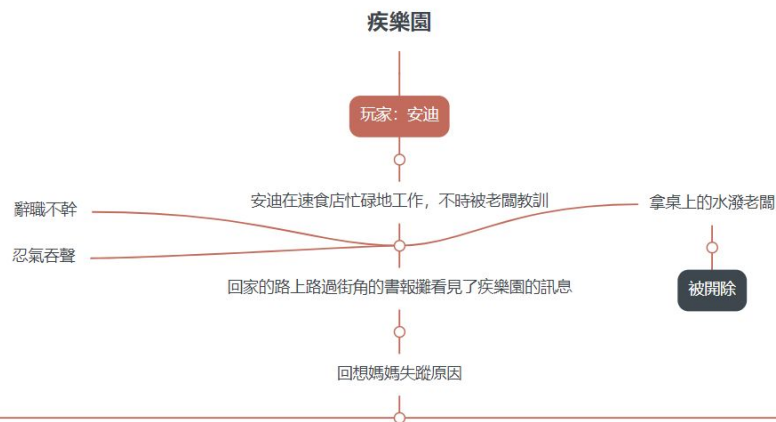 疾樂園
玩家：安迪
安迪在速食店忙碌地工作，不時被老闆教訓
辭職不幹
拿桌上的水潑老闆
忍氣吞聲
回家的路上路過街角的書報攤看見了疾樂園的訊息
被開除
回想媽媽失蹤原因